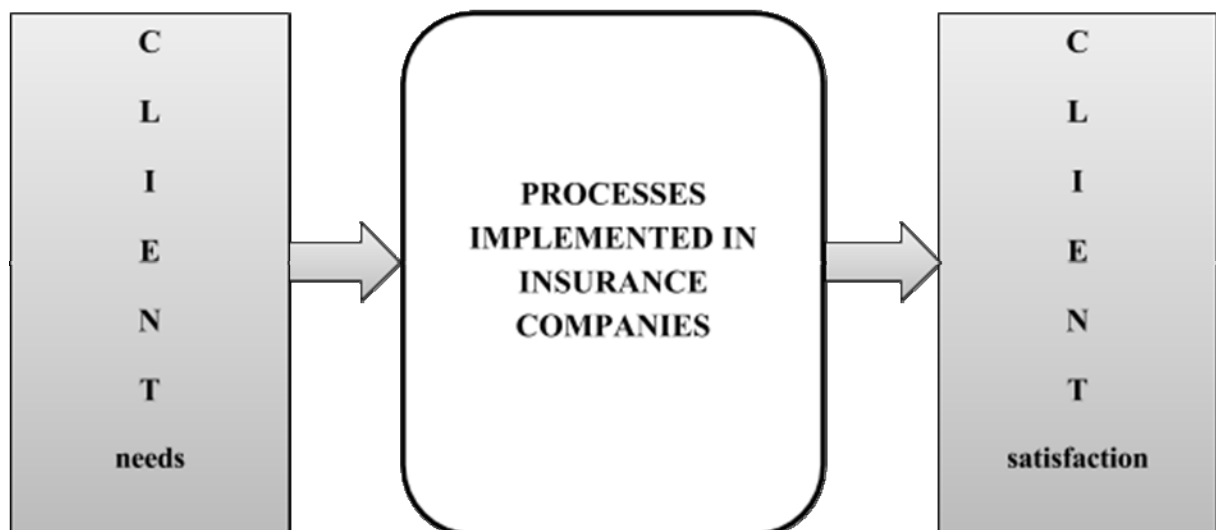 C
L
I
E
N
T
needs
PROCESSES
IMPLEMENTED IN
INSURANCE
COMPANIES
C
L
I
E
N
T
satisfaction